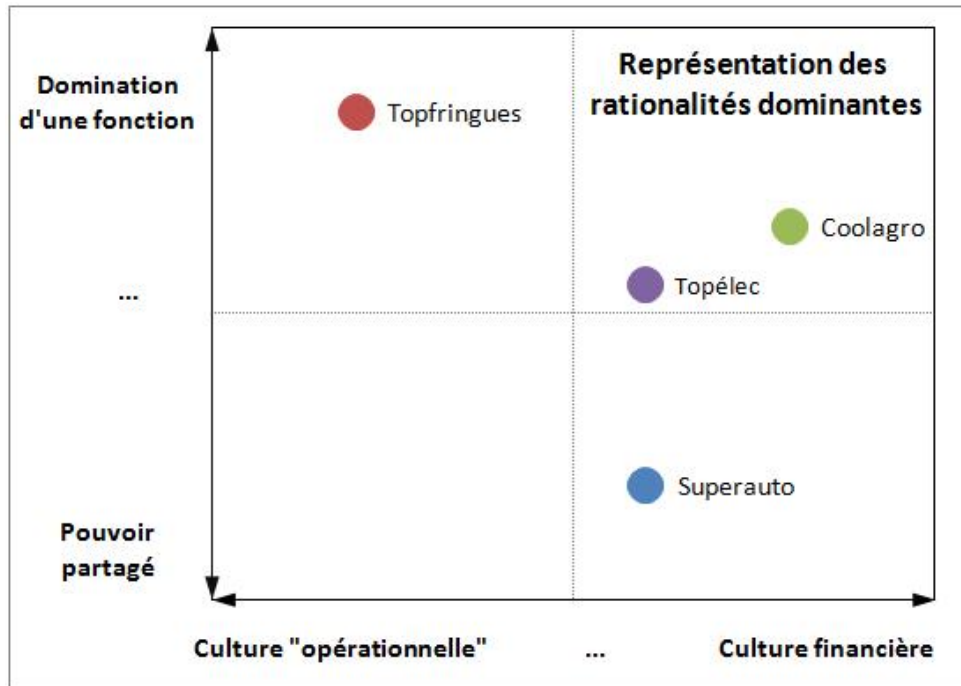 Représentation des
rationalités dominantes
Domination
d'une fonction
Topfringues
Coolagro
Topélec
...
Superauto
Pouvoir
partagé
Culture "opérationnelle"
...
Culture financière